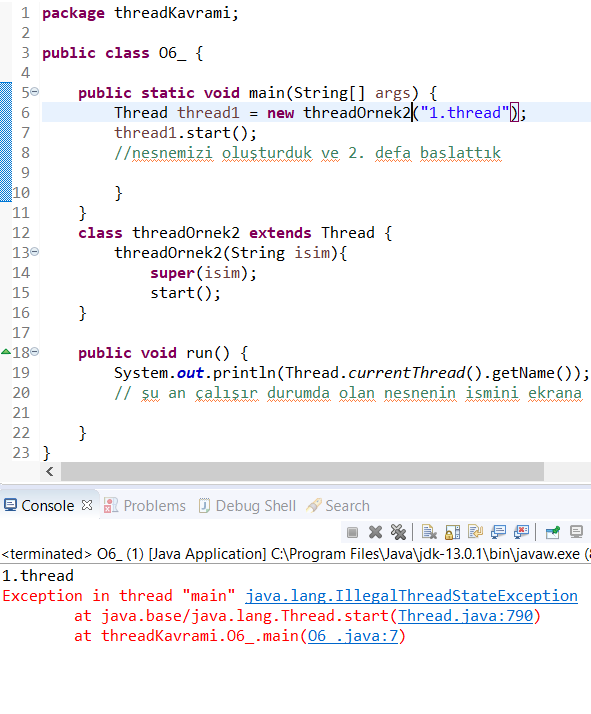 1 package threadKavrami;
2
3 public class O6_ {
4
5 public static void main(String[] args) {
6 Thread thread1 = new threadOrnek2("1.thread");
7 thread1.start();
8 //nesnemizi oluşturduk ve 2. defa baslattık
9
10 }
11 }
12 class threadOrnek2 extends Thread {
13 threadOrnek2(String isim){
14 super(isim);
15 start();
16 }
17
18 public void run() {
19 System.out.println(Thread.currentThread().getName());
20 // şu an çalışır durumda olan nesnenin ismini ekrana
21
22 }
23 }
Console Problems Debug Shell Search
<terminated> O6_ (1) [Java Application] C:\Program Files\Java\jdk-13.0.1\bin\javaw.exe (
1.thread
Exception in thread "main" java.lang.IllegalThreadStateException
at java.base/java.lang.Thread.start(Thread.java:790)
at threadKavrami.O6_.main(O6_.java:7)